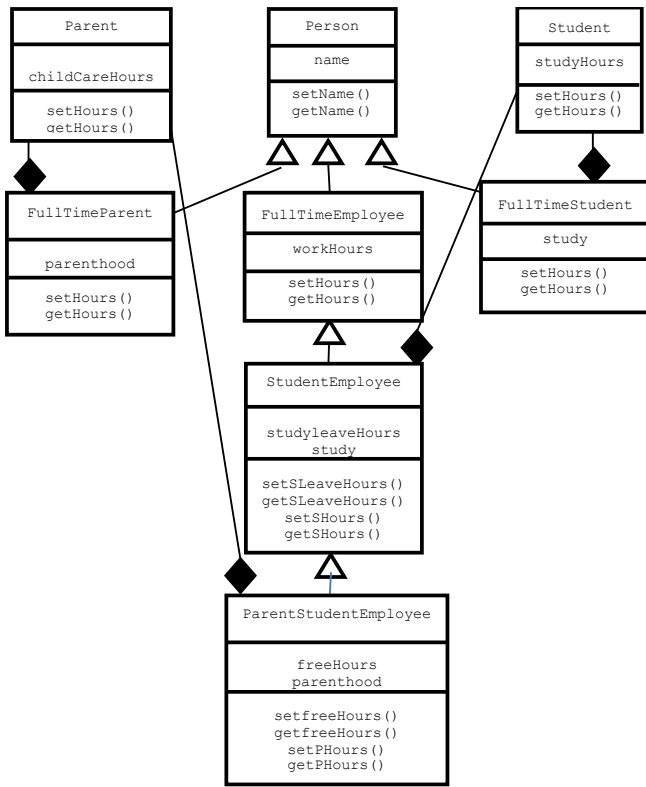 Parent
childCareHours
setHours()
getHours()
Person
name
setName()
getName()
Student
studyHours
setHours()
getHours()
FullTimeParent
parenthood
setHours()
getHours()
FullTimeEmployee
workHours
setHours()
getHours()
FullTimeStudent
study
setHours()
getHours()
StudentEmployee
studyleaveHours
study
setSLeaveHours()
getSLeaveHours()
setSHours()
getSHours()
ParentStudentEmployee
freeHours
parenthood
setfreeHours()
getfreeHours()
setPHours()
getPHours()